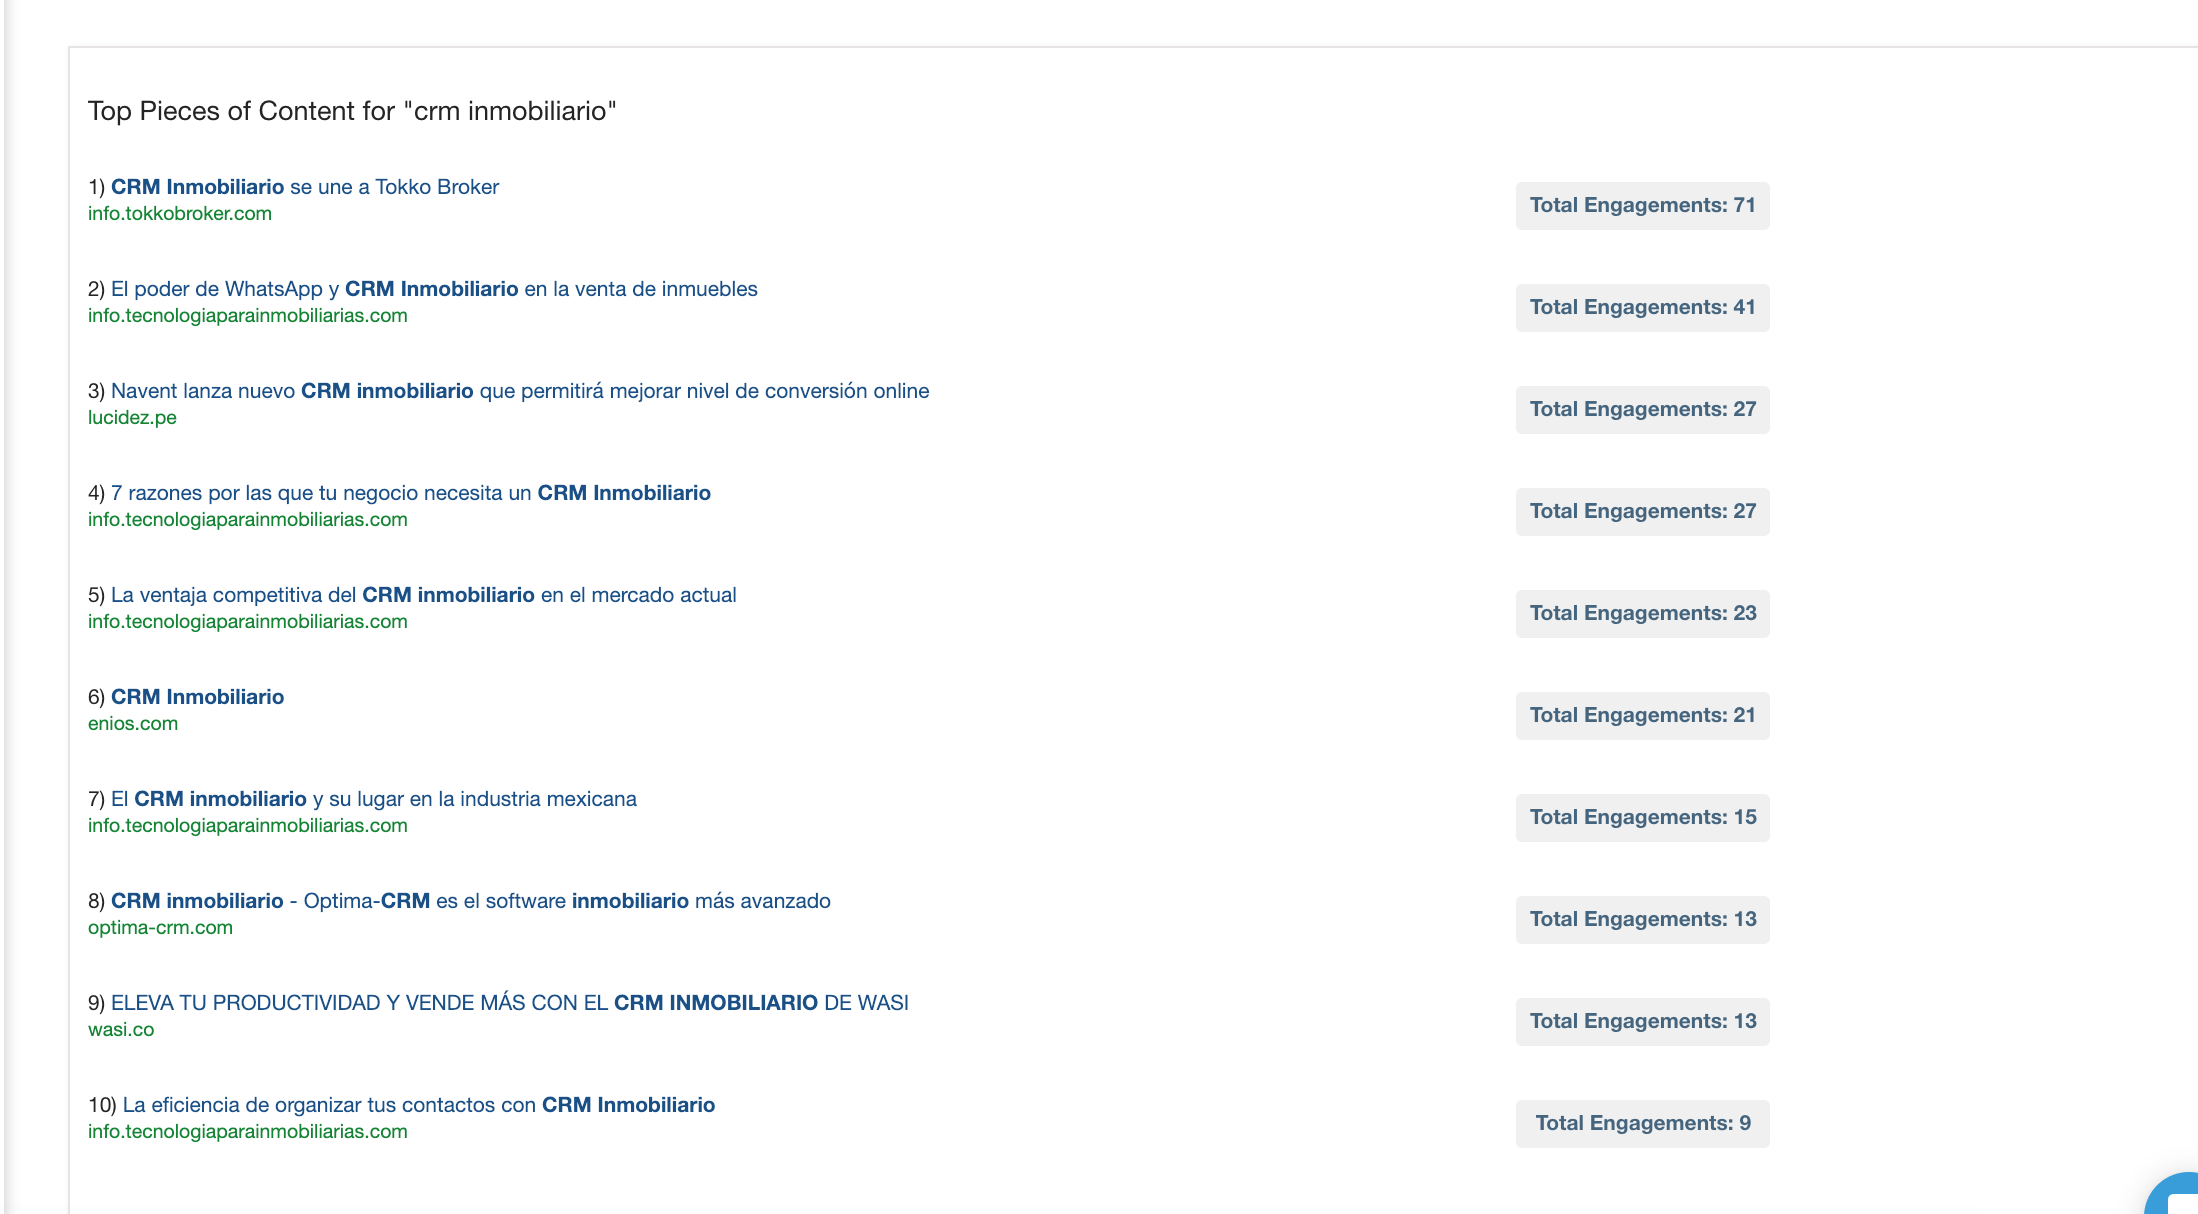 Top Pieces of Content for "crm inmobiliario"
1) CRM Inmobiliario se une a Tokko Broker
info.tokkobroker.com
Total Engagements: 71
2) El poder de WhatsApp y CRM Inmobiliario en la venta de inmuebles
info.tecnologiaparainmobiliarias.com
Total Engagements: 41
3) Navent lanza nuevo CRM inmobiliario que permitirá mejorar nivel de conversión online
lucidez.pe
Total Engagements: 27
4) 7 razones por las que tu negocio necesita un CRM Inmobiliario
info.tecnologiaparainmobiliarias.com
Total Engagements: 27
5) La ventaja competitiva del CRM inmobiliario en el mercado actual
info.tecnologiaparainmobiliarias.com
Total Engagements: 23
6) CRM Inmobiliario
enios.com
Total Engagements: 21
7) El CRM inmobiliario y su lugar en la industria mexicana
info.tecnologiaparainmobiliarias.com
Total Engagements: 15
8) CRM inmobiliario - Optima-CRM es el software inmobiliario más avanzado
optima-crm.com
Total Engagements: 13
9) ELEVA TU PRODUCTIVIDAD Y VENDE MÁS CON EL CRM INMOBILIARIO DE WASI
wasi.co
Total Engagements: 13
10) La eficiencia de organizar tus contactos con CRM Inmobiliario
info.tecnologiaparainmobiliarias.com
Total Engagements: 9